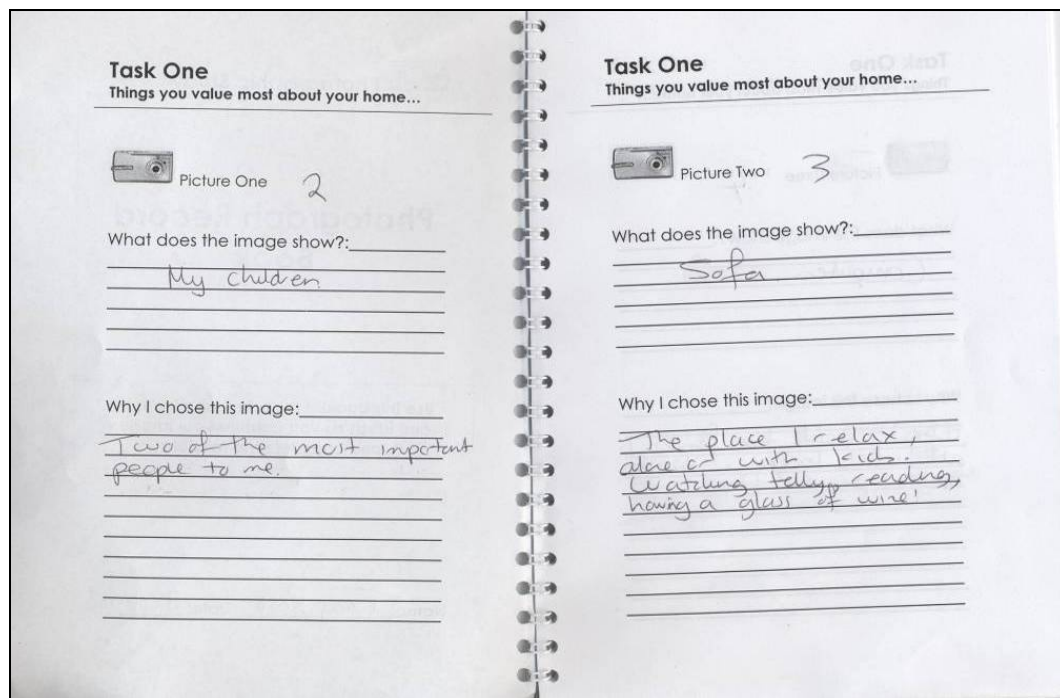 Task One
Things you value most about your home...
Picture One 2
What does the image show?:
My children
Why I chose this image:
Two of the most important
people to me.
Task One
Things you value most about your home...
Picture Two 3
What does the image show?:
Sofa
Why I chose this image:
The place I relax,
alone or with kids.
Watching telly, reading,
having a glass of wine!